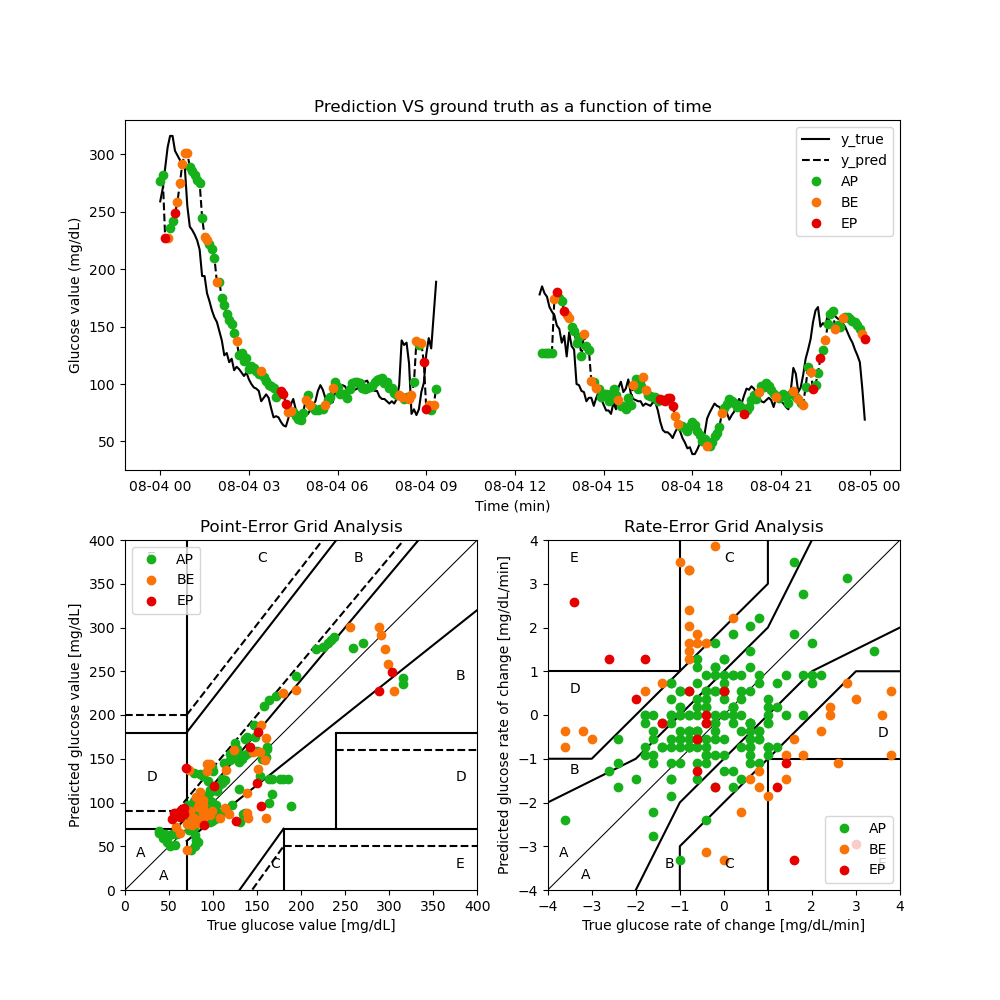 Prediction VS ground truth as a function of time
Glucose value (mg/dL)
300
250
200
150
100
50
y_true
y_pred
AP
BE
EP
08-04 00 08-04 03 08-04 06 08-04 09 08-04 12 08-04 15 08-04 18 08-04 21 08-05 00
Time (min)
Point-Error Grid Analysis
Predicted glucose value [mg/dL]
400
350
300
250
200
150
100
50
0
AP
BE
EP
E C B
B
D D
A C E
A
0 50 100 150 200 250 300 350 400
True glucose value [mg/dL]
Rate-Error Grid Analysis
Predicted glucose rate of change [mg/dL/min]
4
3
2
1
0
−1
−2
−3
−4
E C
D
D
B
A B C E
A
AP
BE
EP
−4 −3 −2 −1 0 1 2 3 4
True glucose rate of change [mg/dL/min]